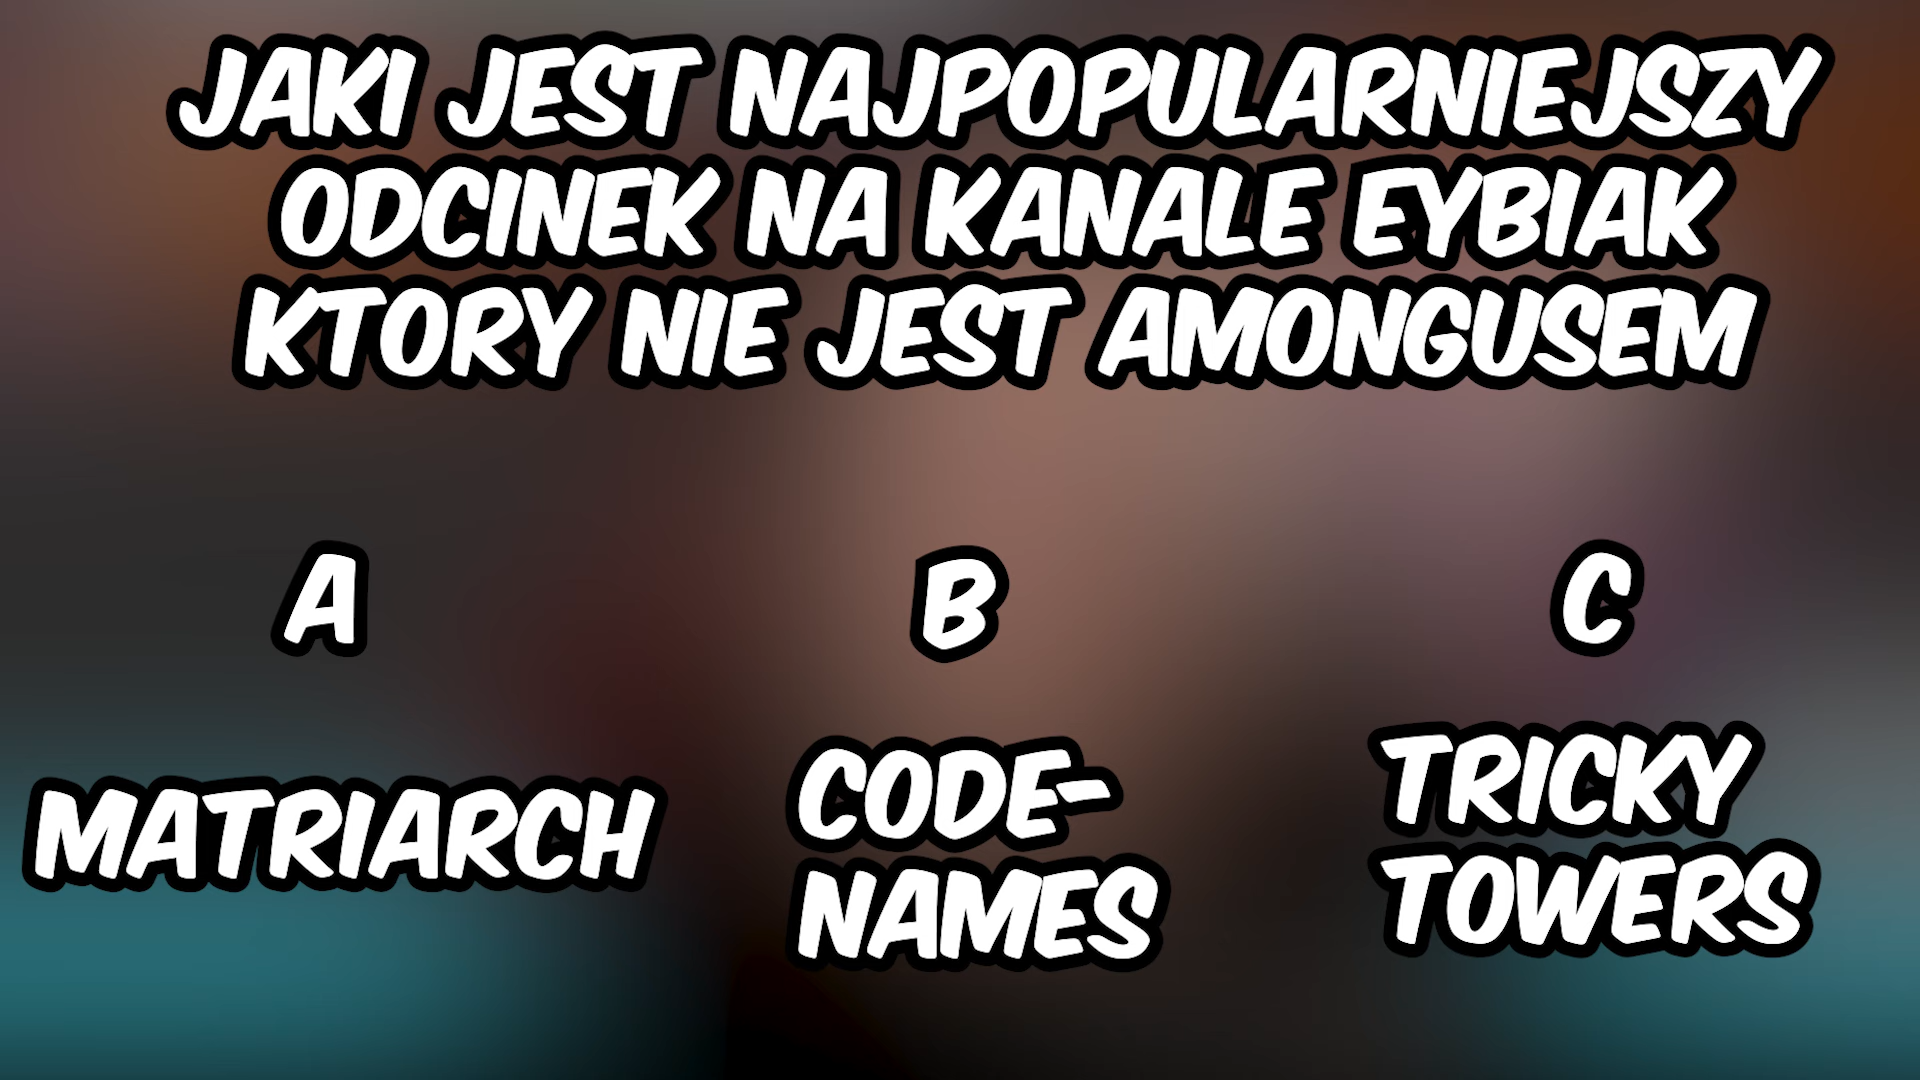 JAKI JEST NAJPOPULARNIEJSZY
ODCINEK NA KANALE EYBIAK
KTORY NIE JEST AMONGUSEM
A
B
C
MATRIARCH
CODE-
NAMES
TRICKY
TOWERS